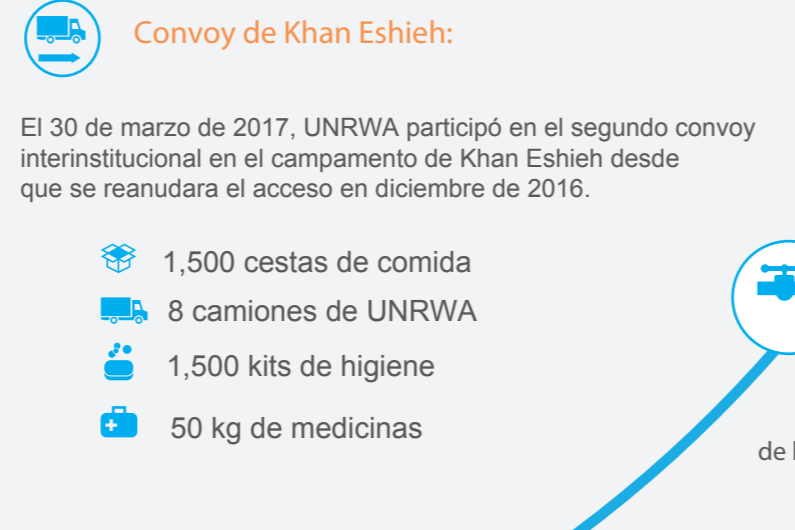 Convoy de Khan Eshieh:
El 30 de marzo de 2017, UNRWA participó en el segundo convoy
interinstitucional en el campamento de Khan Eshieh desde
que se reanudara el acceso en diciembre de 2016.
1,500 cestas de comida
8 camiones de UNRWA
1,500 kits de higiene
50 kg de medicinas
de